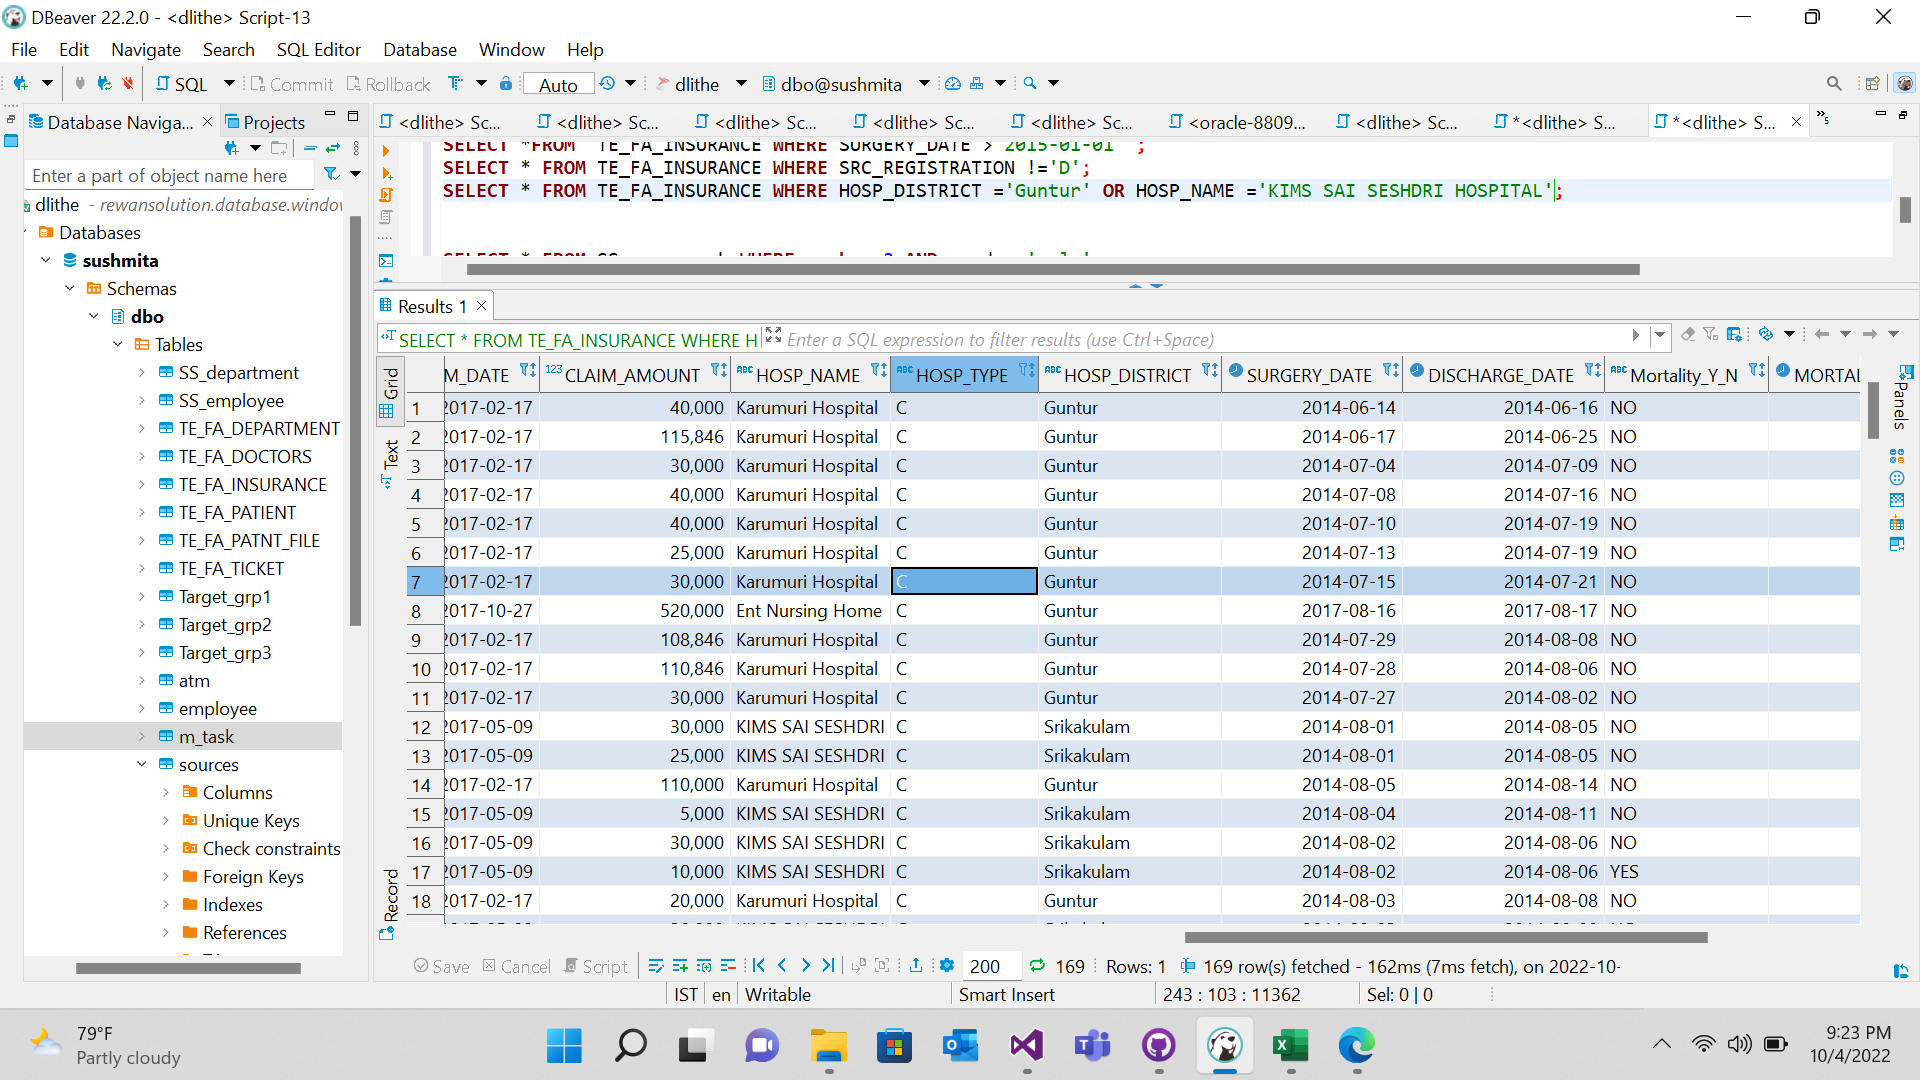 DBeaver 22.2.0 - <dlithe> Script-13
File Edit Navigate Search SQL Editor Database Window Help
SQL Commit Rollback Auto dlithe dbo@sushmita
Database Naviga... Projects
<dlithe> Sc... <dlithe> Sc... <dlithe> Sc... <dlithe> Sc... <dlithe> Sc... <oracle-8809... <dlithe> Sc... *<dlithe> S... *<dlithe> S... »5
Enter a part of object name here
dlithe - rewansolution.database.window
Databases
sushmita
Schemas
dbo
Tables
SS_department
SS_employee
TE_FA_DEPARTMENT
TE_FA_DOCTORS
TE_FA_INSURANCE
TE_FA_PATIENT
TE_FA_PATNT_FILE
TE_FA_TICKET
Target_grp1
Target_grp2
Target_grp3
atm
employee
m_task
sources
Columns
Unique Keys
Check constraints
Foreign Keys
Indexes
References
SELECT *FROM TE_FA_INSURANCE WHERE SURGERY_DATE > 2015-01-01 ;
SELECT * FROM TE_FA_INSURANCE WHERE SRC_REGISTRATION !='D';
SELECT * FROM TE_FA_INSURANCE WHERE HOSP_DISTRICT ='Guntur' OR HOSP_NAME ='KIMS SAI SESHDRI HOSPITAL';
Results 1
SELECT * FROM TE_FA_INSURANCE WHERE H Enter a SQL expression to filter results (use Ctrl+Space)
Grid
Text
Record
Panels
M_DATE 123 CLAIM_AMOUNT ABC HOSP_NAME ABC HOSP_TYPE ABC HOSP_DISTRICT SURGERY_DATE DISCHARGE_DATE ABC Mortality_Y_N MORTAL
1 2017-02-17 40,000 Karumuri Hospital C Guntur 2014-06-14 2014-06-16 NO
2 2017-02-17 115,846 Karumuri Hospital C Guntur 2014-06-17 2014-06-25 NO
3 2017-02-17 30,000 Karumuri Hospital C Guntur 2014-07-04 2014-07-09 NO
4 2017-02-17 40,000 Karumuri Hospital C Guntur 2014-07-08 2014-07-16 NO
5 2017-02-17 40,000 Karumuri Hospital C Guntur 2014-07-10 2014-07-19 NO
6 2017-02-17 25,000 Karumuri Hospital C Guntur 2014-07-13 2014-07-19 NO
7 2017-02-17 30,000 Karumuri Hospital C Guntur 2014-07-15 2014-07-21 NO
8 2017-10-27 520,000 Ent Nursing Home C Guntur 2017-08-16 2017-08-17 NO
9 2017-02-17 108,846 Karumuri Hospital C Guntur 2014-07-29 2014-08-08 NO
10 2017-02-17 110,846 Karumuri Hospital C Guntur 2014-07-28 2014-08-06 NO
11 2017-02-17 30,000 Karumuri Hospital C Guntur 2014-07-27 2014-08-02 NO
12 2017-05-09 30,000 KIMS SAI SESHDRI C Srikakulam 2014-08-01 2014-08-05 NO
13 2017-05-09 25,000 KIMS SAI SESHDRI C Srikakulam 2014-08-01 2014-08-05 NO
14 2017-02-17 110,000 Karumuri Hospital C Guntur 2014-08-05 2014-08-14 NO
15 2017-05-09 5,000 KIMS SAI SESHDRI C Srikakulam 2014-08-04 2014-08-11 NO
16 2017-05-09 30,000 KIMS SAI SESHDRI C Srikakulam 2014-08-02 2014-08-06 NO
17 2017-05-09 10,000 KIMS SAI SESHDRI C Srikakulam 2014-08-02 2014-08-06 YES
18 2017-02-17 20,000 Karumuri Hospital C Guntur 2014-08-03 2014-08-08 NO
Save Cancel Script 200 169 Rows: 1 169 row(s) fetched - 162ms (7ms fetch), on 2022-10-
IST en Writable Smart Insert 243 : 103 : 11362 Sel: 0 | 0
79°F
Partly cloudy
9:23 PM
10/4/2022